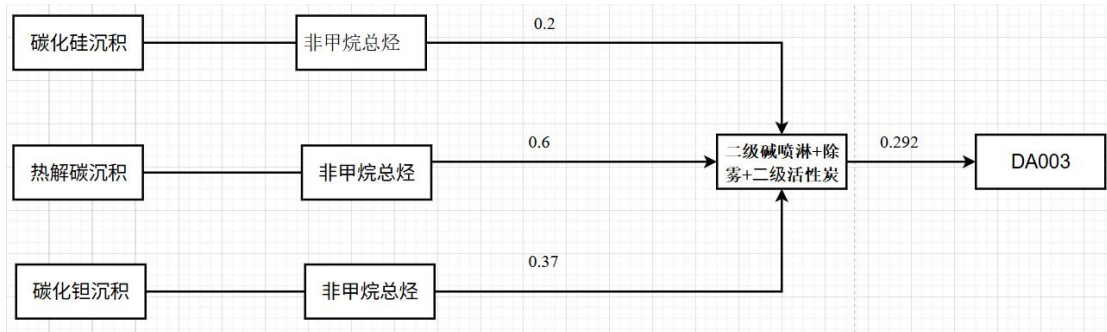 碳化硅沉积
非甲烷总烃
0.2
热解碳沉积
非甲烷总烃
0.6
二级碱喷淋+除
雾+二级活性炭
0.292
DA003
碳化钽沉积
非甲烷总烃
0.37